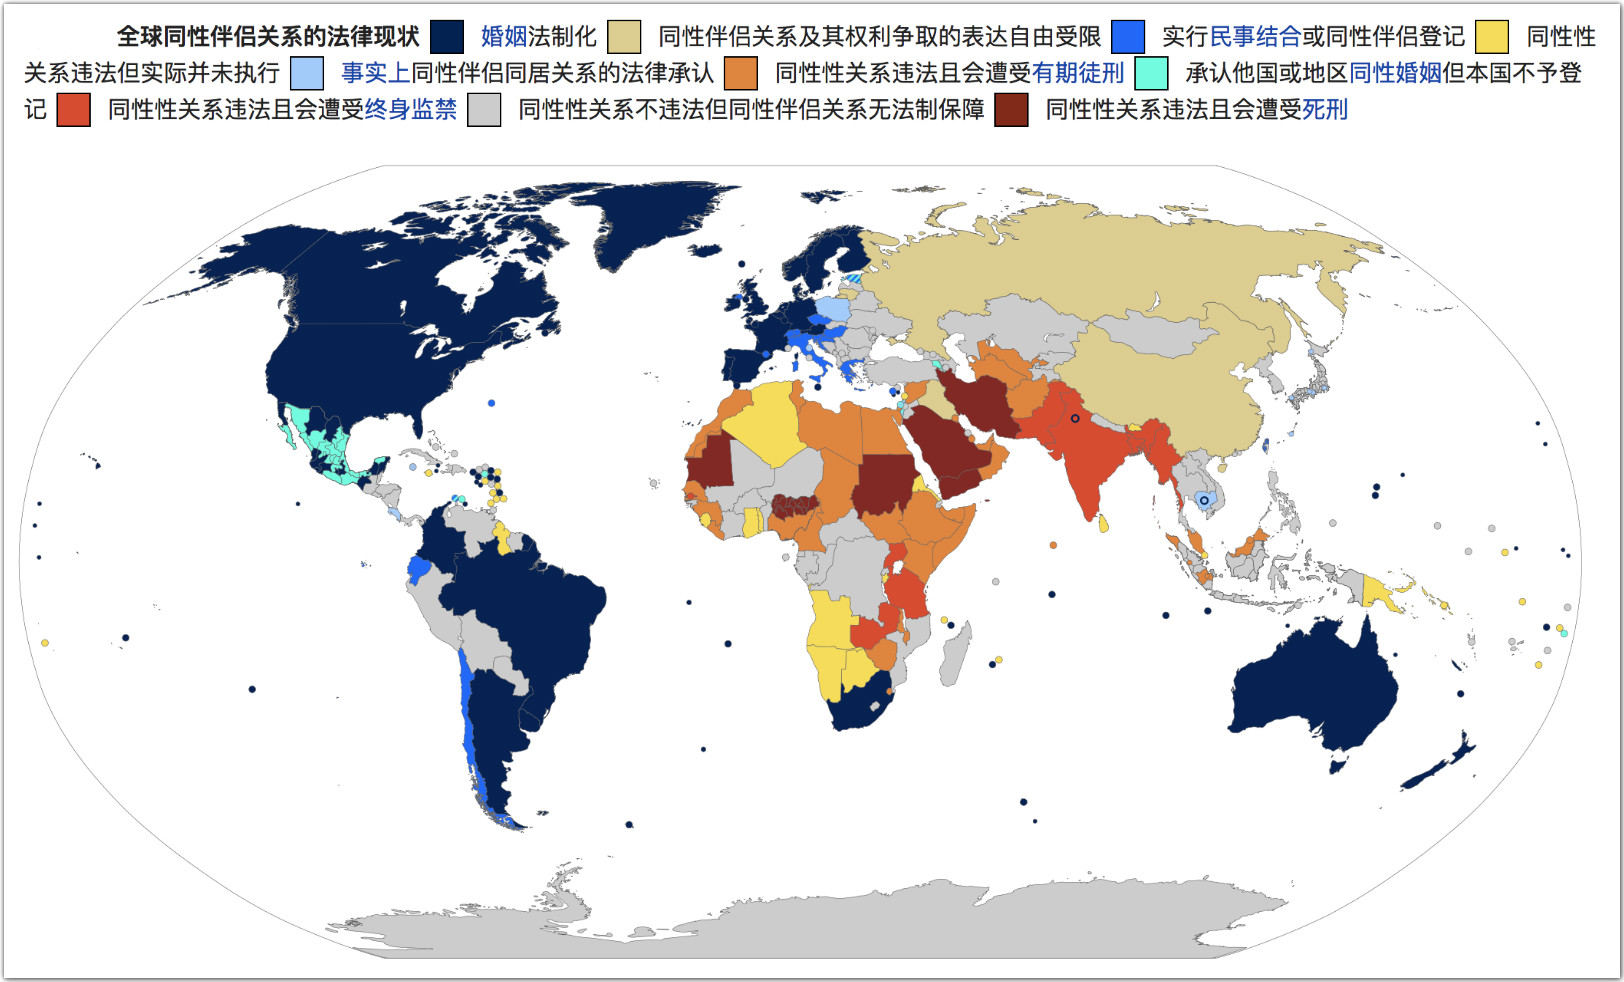 全球同性伴侣关系的法律现状 婚姻法制化 同性伴侣关系及其权利争取的表达自由受限 实行民事结合或同性伴侣登记 同性性
关系违法但实际并未执行 事实上同性伴侣同居关系的法律承认 同性性关系违法且会遭受有期徒刑 承认他国或地区同性婚姻但本国不予登
记 同性性关系违法且会遭受终身监禁 同性性关系不违法但同性伴侣关系无法制保障 同性性关系违法且会遭受死刑